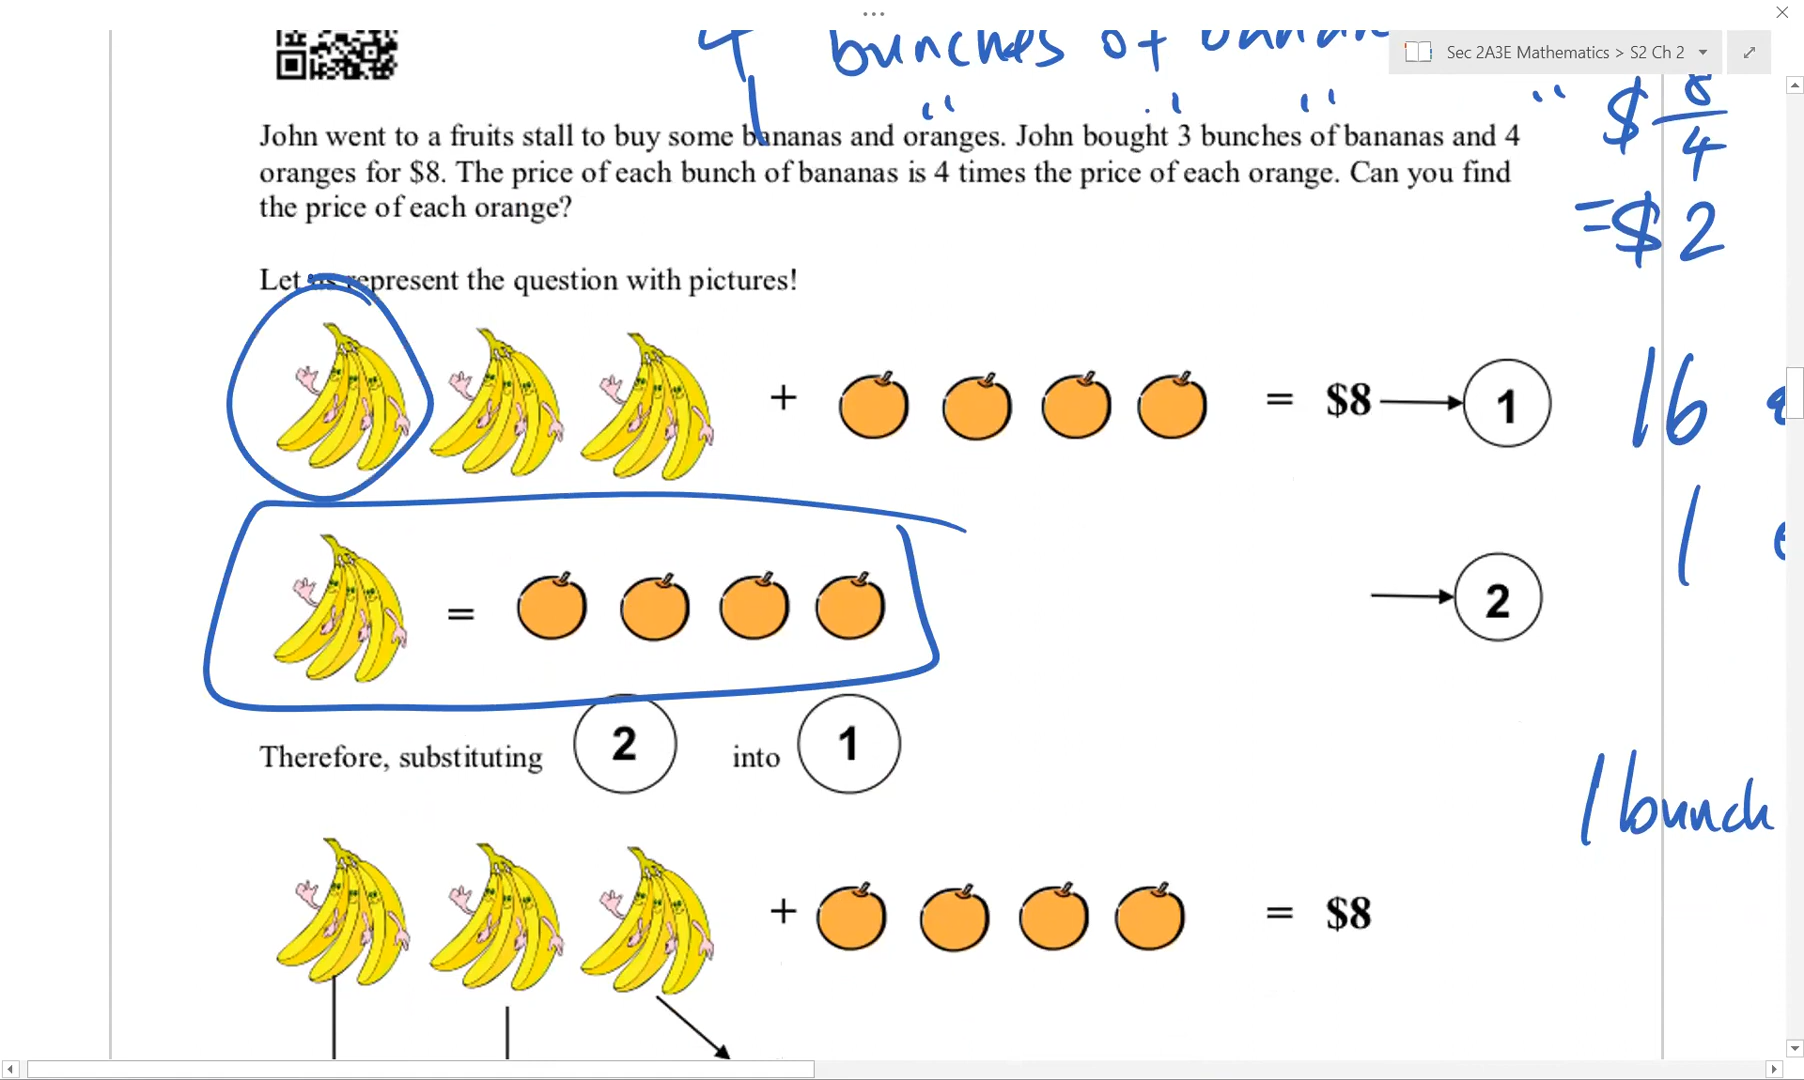 Sec 2A3E Mathematics > S2 Ch 2
bunches of
$ 8/4
John went to a fruits stall to buy some bananas and oranges. John bought 3 bunches of bananas and 4
oranges for $8. The price of each bunch of bananas is 4 times the price of each orange. Can you find
the price of each orange?
= $ 2
Let us represent the question with pictures!
+ = $8 1
16
= 2
1
Therefore, substituting 2 into 1
1 bunch
+ = $8